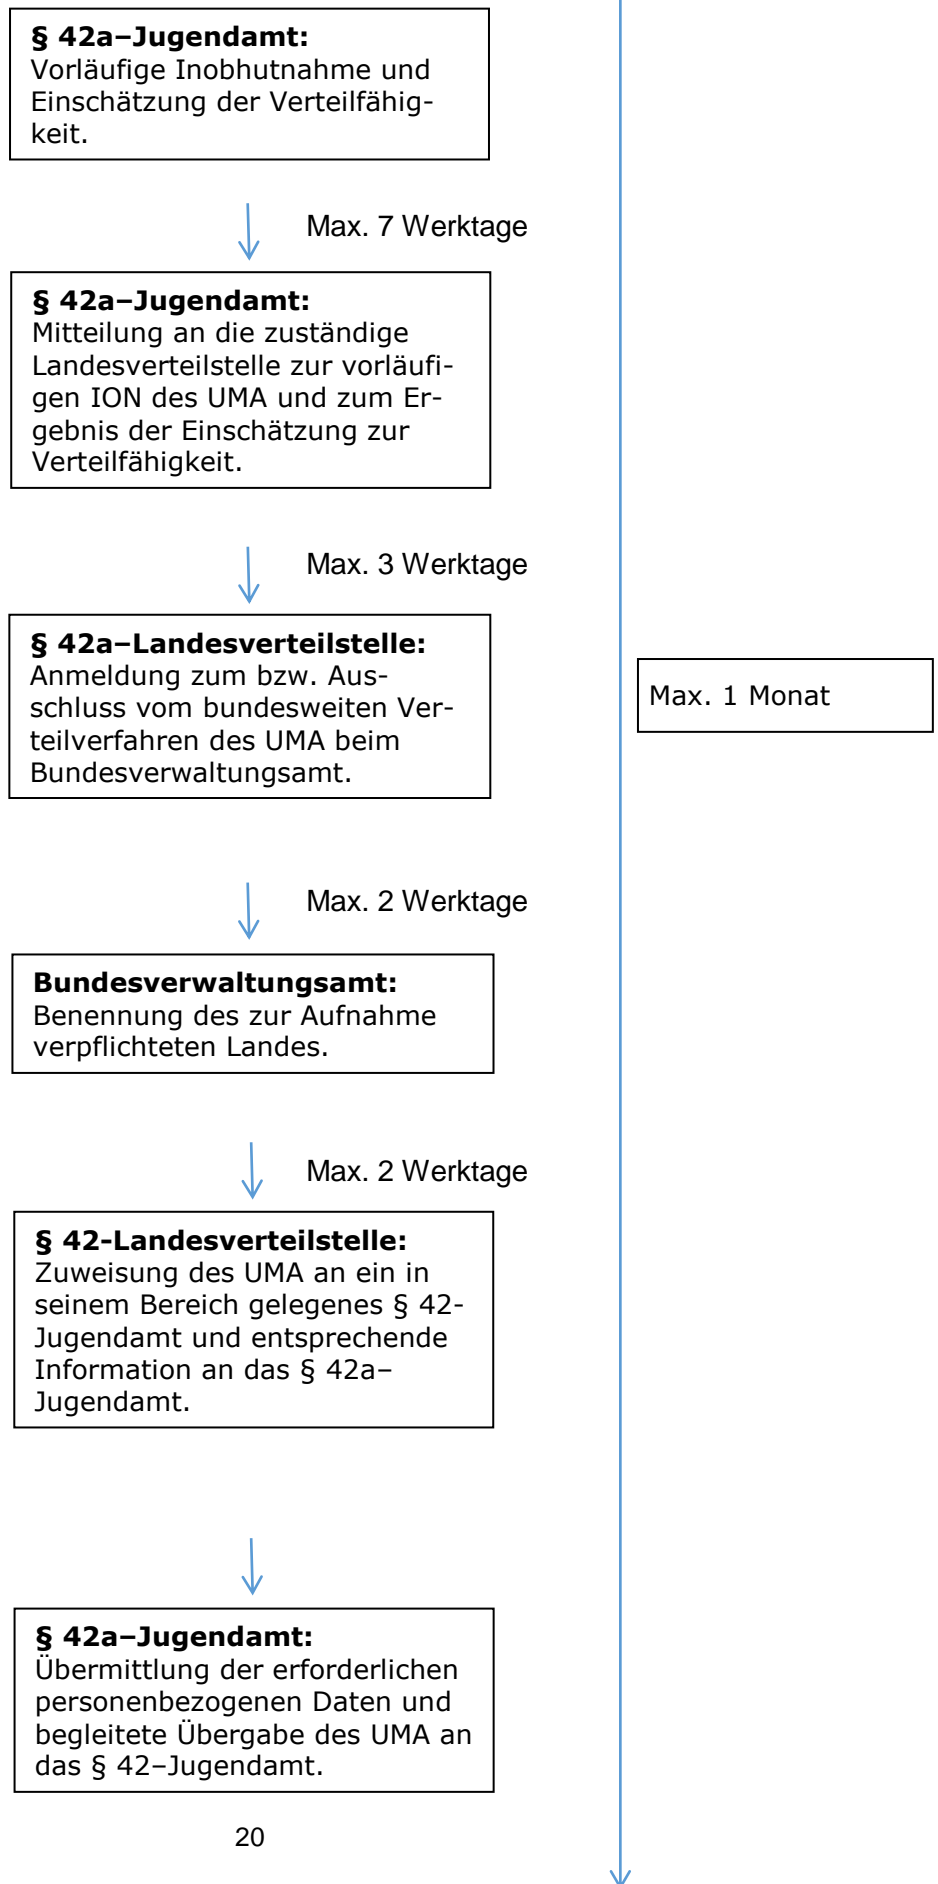 § 42a–Jugendamt:
Vorläufige Inobhutnahme und
Einschätzung der Verteilfähig-
keit.
Max. 7 Werktage
§ 42a–Jugendamt:
Mitteilung an die zuständige
Landesverteilstelle zur vorläufi-
gen ION des UMA und zum Er-
gebnis der Einschätzung zur
Verteilfähigkeit.
Max. 3 Werktage
§ 42a–Landesverteilstelle:
Anmeldung zum bzw. Aus-
schluss vom bundesweiten Ver-
teilverfahren des UMA beim
Bundesverwaltungsamt.
Max. 1 Monat
Max. 2 Werktage
Bundesverwaltungsamt:
Benennung des zur Aufnahme
verpflichteten Landes.
Max. 2 Werktage
§ 42-Landesverteilstelle:
Zuweisung des UMA an ein in
seinem Bereich gelegenes § 42-
Jugendamt und entsprechende
Information an das § 42a–
Jugendamt.
§ 42a–Jugendamt:
Übermittlung der erforderlichen
personenbezogenen Daten und
begleitete Übergabe des UMA an
das § 42–Jugendamt.
20